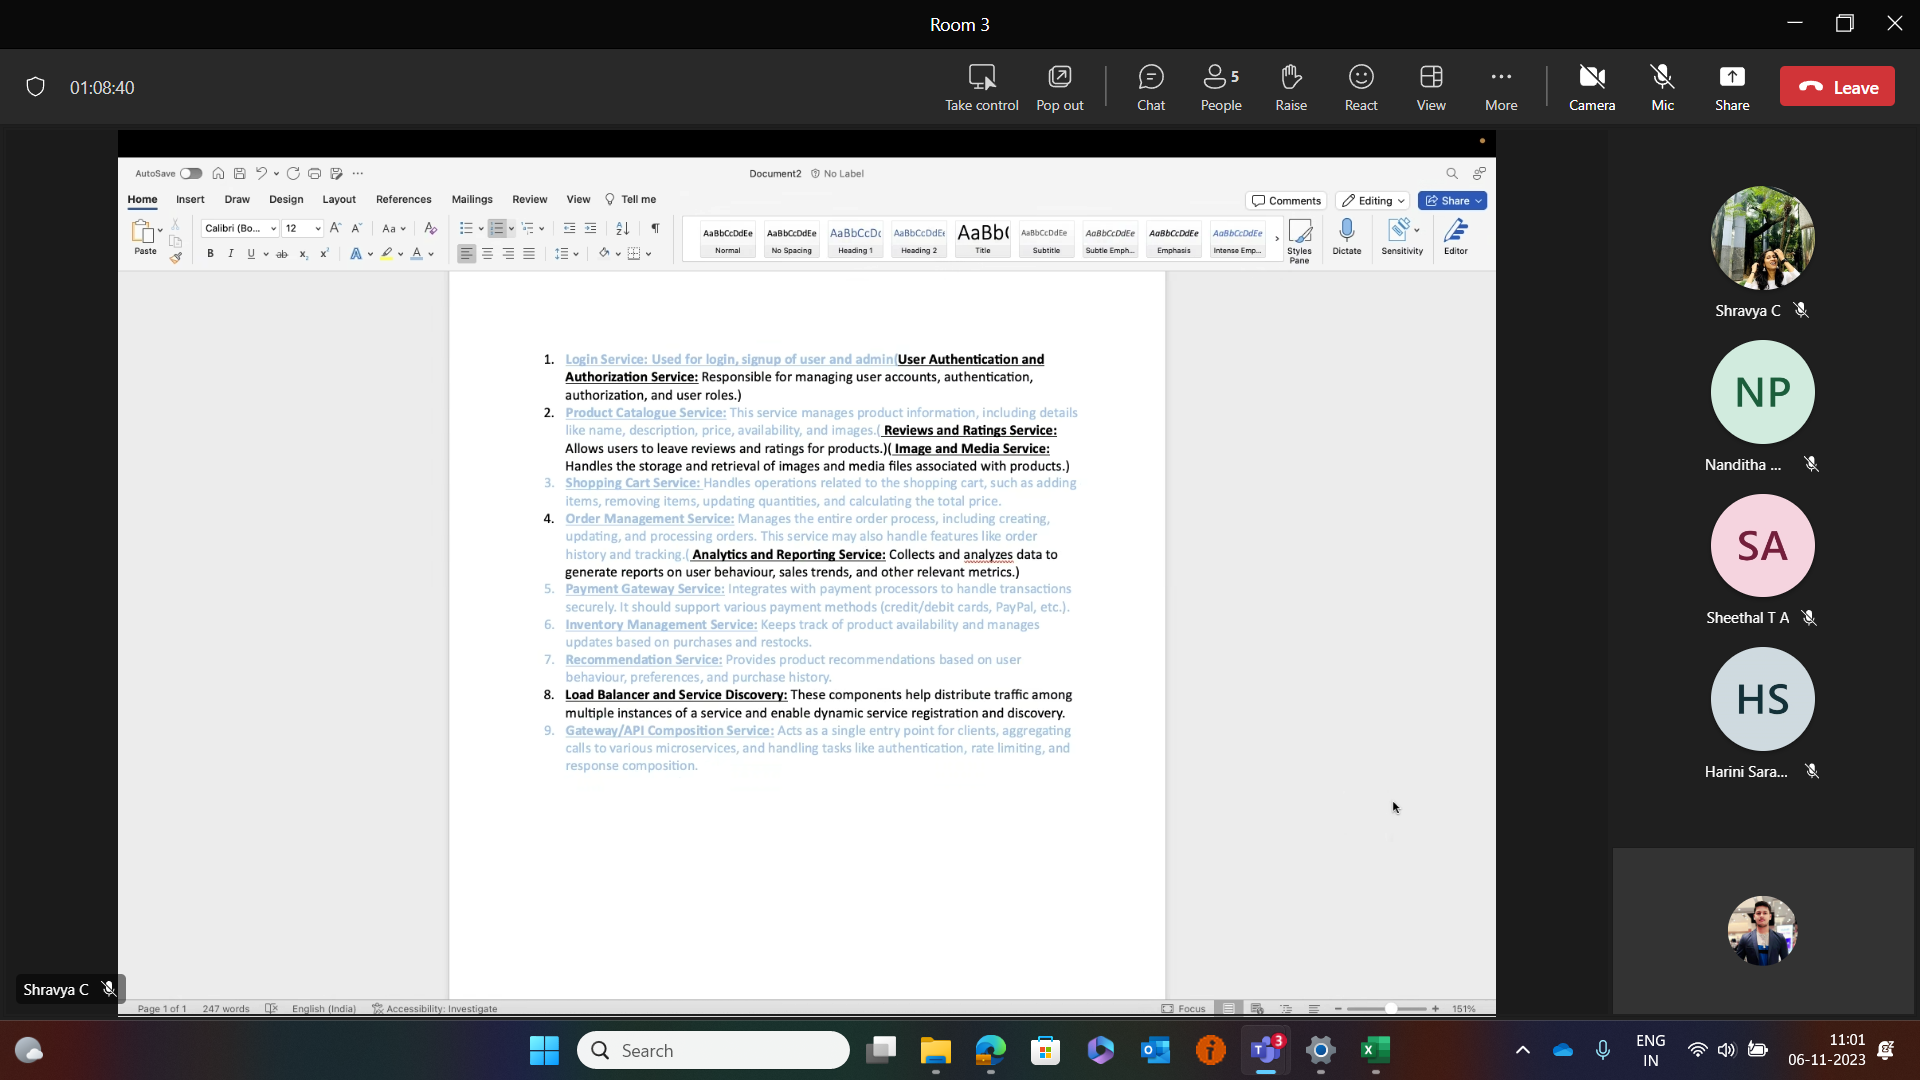 Room 3
01:08:40
Take control
Pop out
Chat
5
People
Raise
React
View
More
Camera
Mic
Share
Leave
AutoSave
Document2
No Label
Home
Insert
Draw
Design
Layout
References
Mailings
Review
View
Tell me
Comments
Editing
Share
Paste
Calibri (Bo...
12
AaBbCcDdEe
Normal
AaBbCcDdEe
No Spacing
AaBbCcDc
Heading 1
AaBbCcDdEe
Heading 2
AaBb(
Title
AaBbCcDdEe
Subtitle
AaBbCcDdEe
Subtle Emph...
AaBbCcDdEe
Emphasis
AaBbCcDdEe
Intense Emp...
Styles
Pane
Dictate
Sensitivity
Editor
1. Login Service: Used for login, signup of user and admin(User Authentication and
Authorization Service: Responsible for managing user accounts, authentication,
authorization, and user roles.)
2. Product Catalogue Service: This service manages product information, including details
like name, description, price, availability, and images.( Reviews and Ratings Service:
Allows users to leave reviews and ratings for products.)( Image and Media Service:
Handles the storage and retrieval of images and media files associated with products.)
3. Shopping Cart Service: Handles operations related to the shopping cart, such as adding
items, removing items, updating quantities, and calculating the total price.
4. Order Management Service: Manages the entire order process, including creating,
updating, and processing orders. This service may also handle features like order
history and tracking.( Analytics and Reporting Service: Collects and analyzes data to
generate reports on user behaviour, sales trends, and other relevant metrics.)
5. Payment Gateway Service: Integrates with payment processors to handle transactions
securely. It should support various payment methods (credit/debit cards, PayPal, etc.).
6. Inventory Management Service: Keeps track of product availability and manages
updates based on purchases and restocks.
7. Recommendation Service: Provides product recommendations based on user
behaviour, preferences, and purchase history.
8. Load Balancer and Service Discovery: These components help distribute traffic among
multiple instances of a service and enable dynamic service registration and discovery.
9. Gateway/API Composition Service: Acts as a single entry point for clients, aggregating
calls to various microservices, and handling tasks like authentication, rate limiting, and
response composition.
Page 1 of 1
247 words
English (India)
Accessibility: Investigate
Focus
151%
Shravya C
NP
Nanditha ...
SA
Sheethal T A
HS
Harini Sara...
Shravya C
Search
3
ENG
IN
11:01
06-11-2023